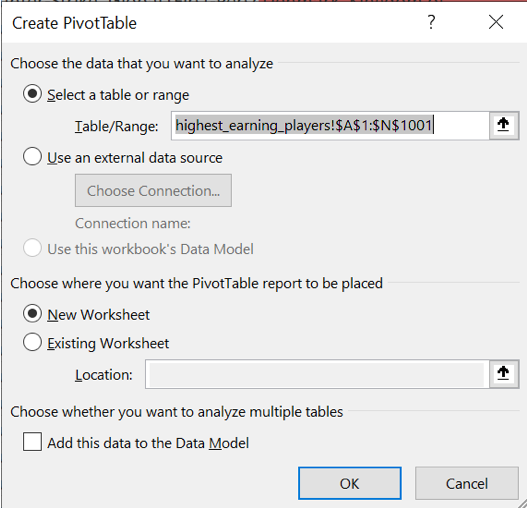 Create PivotTable
?
Choose the data that you want to analyze
Select a table or range
Table/Range: highest_earning_players!$A$1:$N$1001
Use an external data source
Choose Connection...
Connection name:
Use this workbook's Data Model
Choose where you want the PivotTable report to be placed
New Worksheet
Existing Worksheet
Location:
Choose whether you want to analyze multiple tables
Add this data to the Data Model
OK Cancel